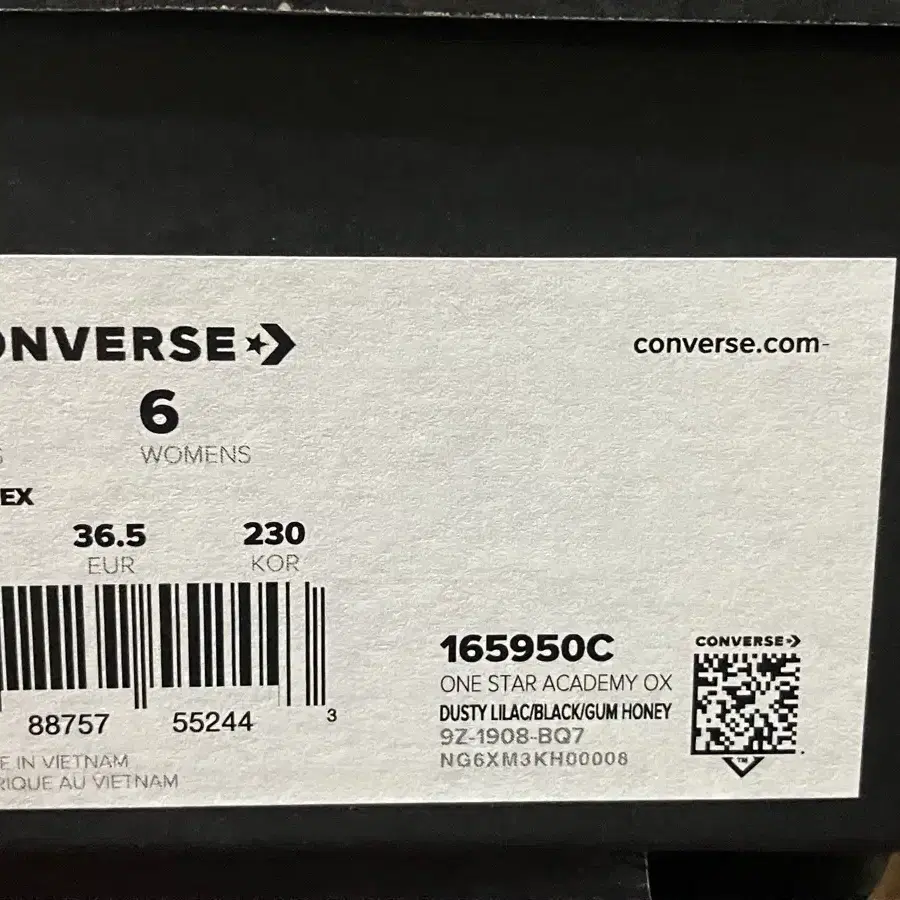 ONVERSE
converse.com-
6
WOMENS
S
EX
36.5 230
EUR KOR
88757 55244 3
E IN VIETNAM
RIQUE AU VIETNAM
165950C
ONE STAR ACADEMY OX
DUSTY LILAC/BLACK/GUM HONEY
9Z-1908-BQ7
NG6XM3KH00008
CONVERSE
TM